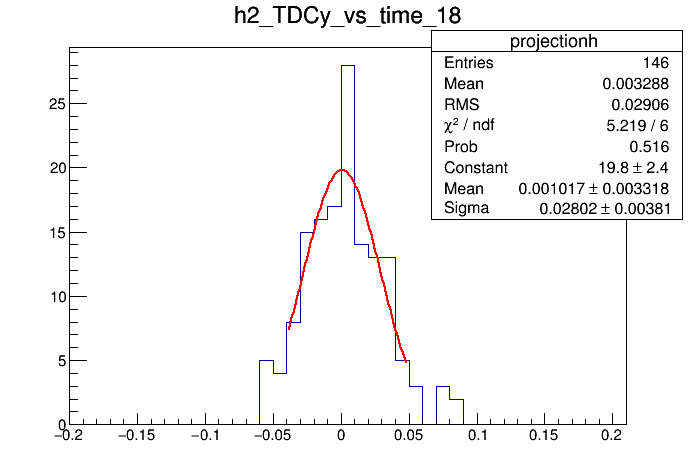 h2_TDCy_vs_time_18
projectionh
Entries 146
Mean 0.003288
RMS 0.02906
χ² / ndf 5.219 / 6
Prob 0.516
Constant 19.8 ± 2.4
Mean 0.001017 ± 0.003318
Sigma 0.02802 ± 0.00381
25
20
15
10
5
0
−0.2 −0.15 −0.1 −0.05 0 0.05 0.1 0.15 0.2